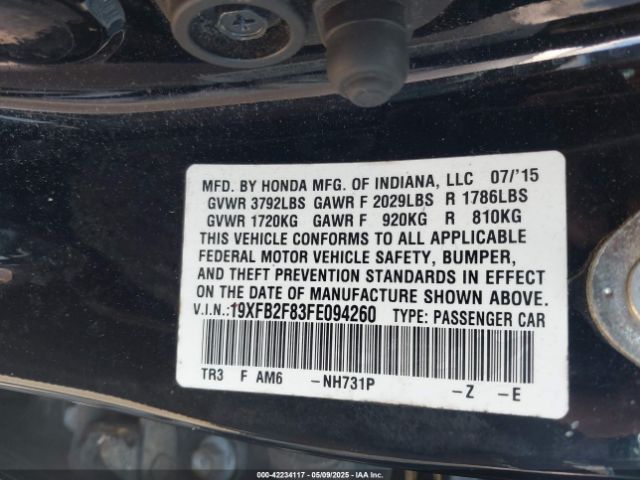 MFD. BY HONDA MFG. OF INDIANA, LLC 07/'15
GVWR 3792LBS GAWR F 2029LBS R 1786LBS
GVWR 1720KG GAWR F 920KG R 810KG
THIS VEHICLE CONFORMS TO ALL APPLICABLE
FEDERAL MOTOR VEHICLE SAFETY, BUMPER,
AND THEFT PREVENTION STANDARDS IN EFFECT
ON THE DATE OF MANUFACTURE SHOWN ABOVE.
V.I.N.:19XFB2F83FE094260 TYPE: PASSENGER CAR
TR3 F AM6 -NH731P -Z -E
© COPYRIGHT - 42234117 - 05/09/2025 - IAA Inc.